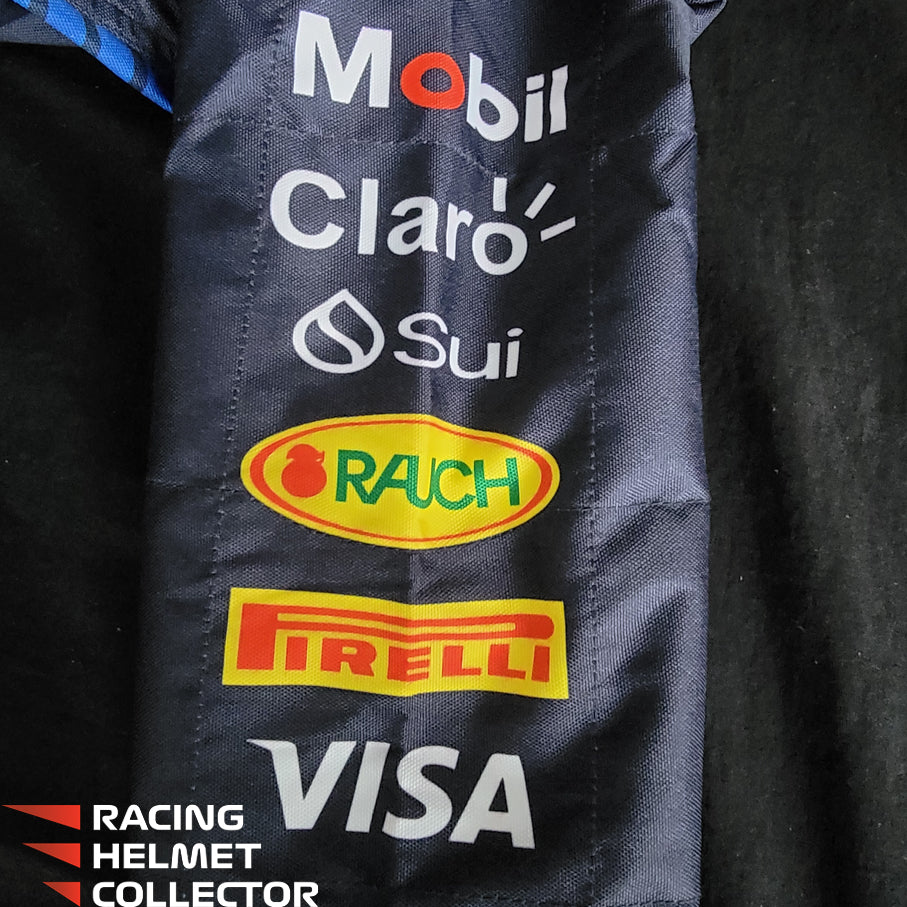 Mobil
Claro
Sui
RAUCH
PIRELLI
VISA
RACING
HELMET
COLLECTOR